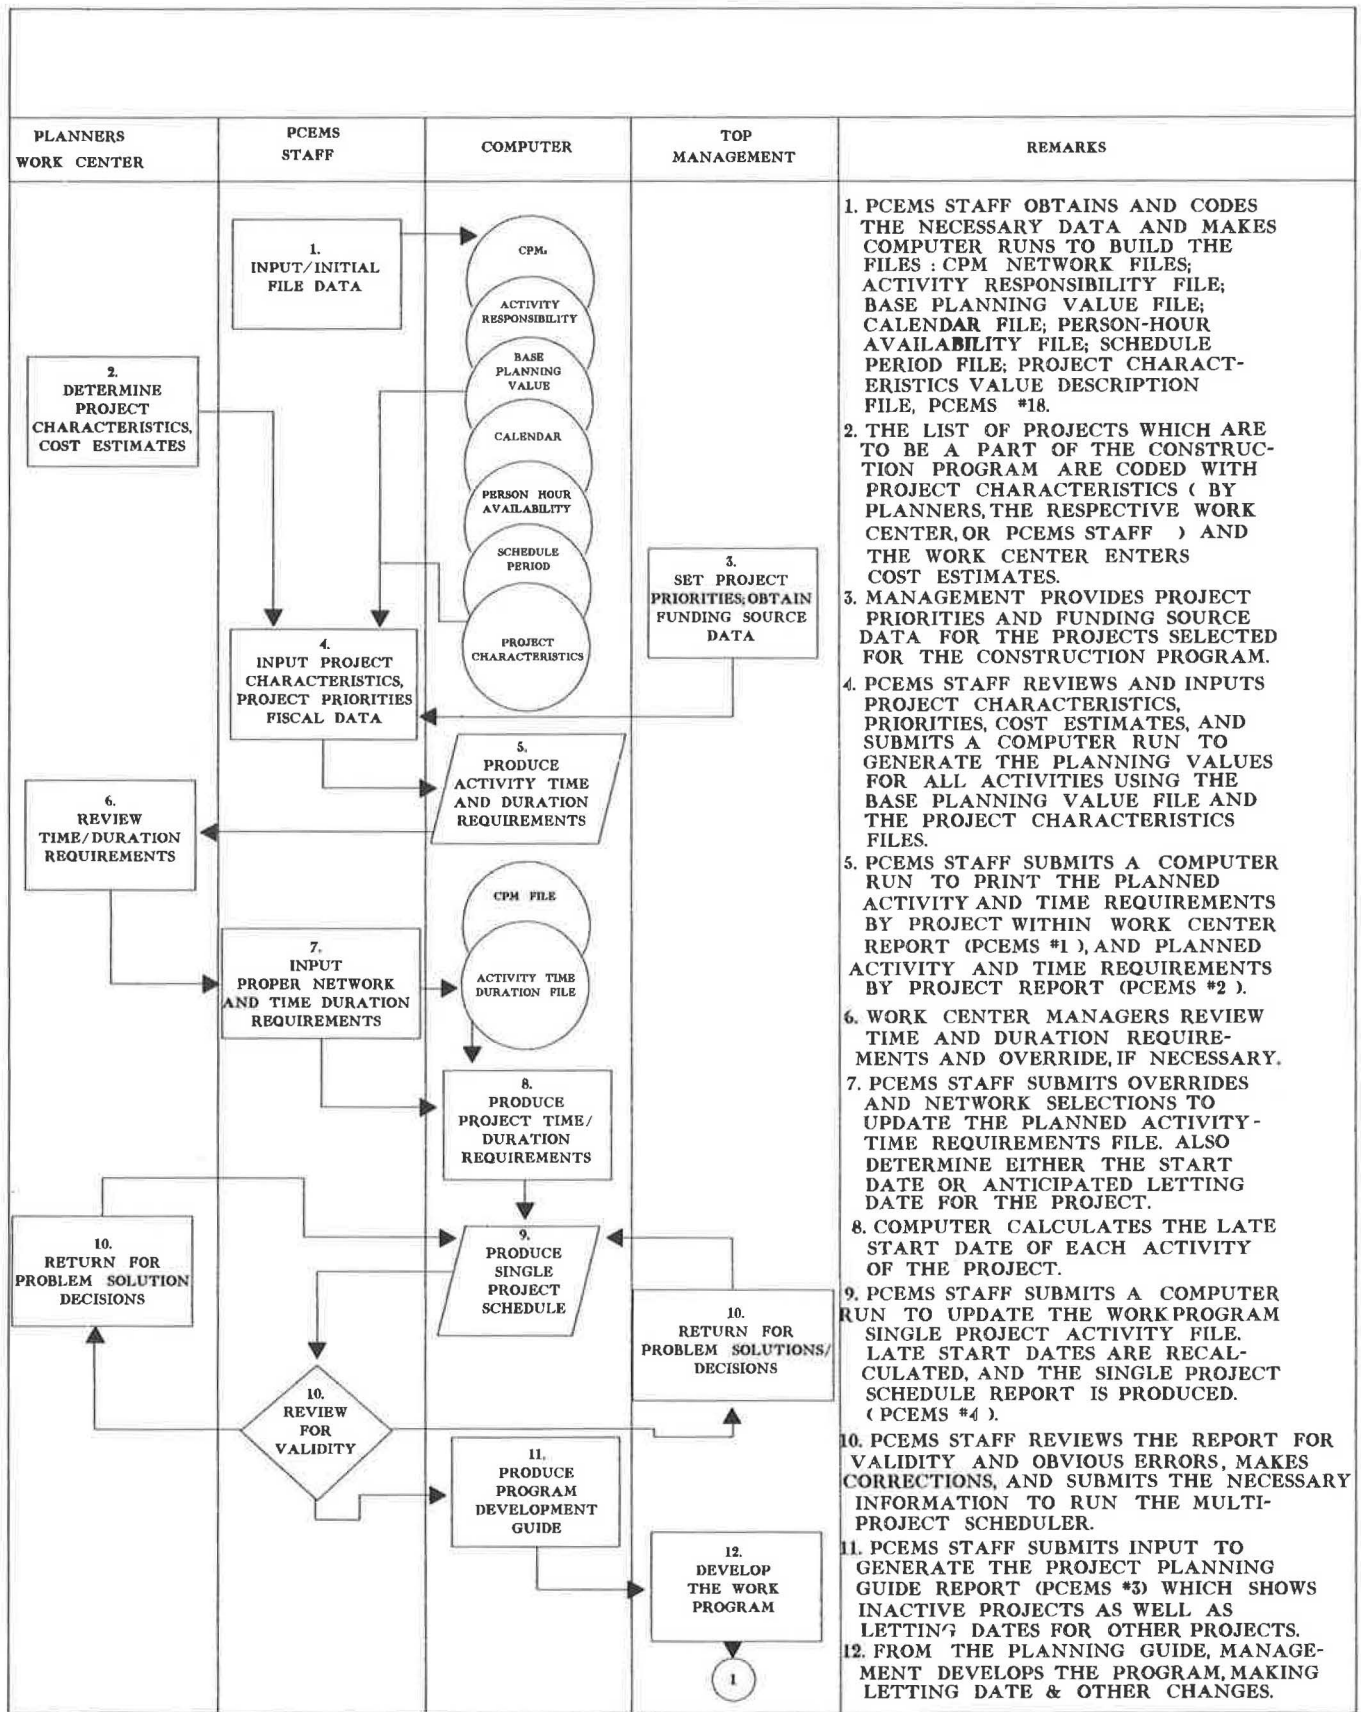 PLANNERS
WORK CENTER
PCEMS
STAFF
COMPUTER
TOP
MANAGEMENT
REMARKS
1.
INPUT/INITIAL
FILE DATA
CPMs
ACTIVITY
RESPONSIBILITY
BASE
PLANNING
VALUE
CALENDAR
PERSON HOUR
AVAILABILITY
SCHEDULE
PERIOD
PROJECT
CHARACTERISTICS
2.
DETERMINE
PROJECT
CHARACTERISTICS,
COST ESTIMATES
3.
SET PROJECT
PRIORITIES; OBTAIN
FUNDING SOURCE
DATA
4.
INPUT PROJECT
CHARACTERISTICS,
PROJECT PRIORITIES
FISCAL DATA
5.
PRODUCE
ACTIVITY TIME
AND DURATION
REQUIREMENTS
6.
REVIEW
TIME/DURATION
REQUIREMENTS
CPM FILE
ACTIVITY TIME
DURATION FILE
7.
INPUT
PROPER NETWORK
AND TIME DURATION
REQUIREMENTS
8.
PRODUCE
PROJECT TIME/
DURATION
REQUIREMENTS
9.
PRODUCE
SINGLE
PROJECT
SCHEDULE
10.
RETURN FOR
PROBLEM SOLUTION
DECISIONS
10.
RETURN FOR
PROBLEM SOLUTIONS/
DECISIONS
10.
REVIEW
FOR
VALIDITY
11.
PRODUCE
PROGRAM
DEVELOPMENT
GUIDE
12.
DEVELOP
THE WORK
PROGRAM
1
1. PCEMS STAFF OBTAINS AND CODES
THE NECESSARY DATA AND MAKES
COMPUTER RUNS TO BUILD THE
FILES : CPM NETWORK FILES;
ACTIVITY RESPONSIBILITY FILE;
BASE PLANNING VALUE FILE;
CALENDAR FILE; PERSON-HOUR
AVAILABILITY FILE; SCHEDULE
PERIOD FILE; PROJECT CHARACT-
ERISTICS VALUE DESCRIPTION
FILE, PCEMS #18.
2. THE LIST OF PROJECTS WHICH ARE
TO BE A PART OF THE CONSTRUC-
TION PROGRAM ARE CODED WITH
PROJECT CHARACTERISTICS ( BY
PLANNERS, THE RESPECTIVE WORK
CENTER, OR PCEMS STAFF ) AND
THE WORK CENTER ENTERS
COST ESTIMATES.
3. MANAGEMENT PROVIDES PROJECT
PRIORITIES AND FUNDING SOURCE
DATA FOR THE PROJECTS SELECTED
FOR THE CONSTRUCTION PROGRAM.
4. PCEMS STAFF REVIEWS AND INPUTS
PROJECT CHARACTERISTICS,
PRIORITIES, COST ESTIMATES, AND
SUBMITS A COMPUTER RUN TO
GENERATE THE PLANNING VALUES
FOR ALL ACTIVITIES USING THE
BASE PLANNING VALUE FILE AND
THE PROJECT CHARACTERISTICS
FILES.
5. PCEMS STAFF SUBMITS A COMPUTER
RUN TO PRINT THE PLANNED
ACTIVITY AND TIME REQUIREMENTS
BY PROJECT WITHIN WORK CENTER
REPORT (PCEMS #1 ), AND PLANNED
ACTIVITY AND TIME REQUIREMENTS
BY PROJECT REPORT (PCEMS #2 ).
6. WORK CENTER MANAGERS REVIEW
TIME AND DURATION REQUIRE-
MENTS AND OVERRIDE, IF NECESSARY.
7. PCEMS STAFF SUBMITS OVERRIDES
AND NETWORK SELECTIONS TO
UPDATE THE PLANNED ACTIVITY-
TIME REQUIREMENTS FILE. ALSO
DETERMINE EITHER THE START
DATE OR ANTICIPATED LETTING
DATE FOR THE PROJECT.
8. COMPUTER CALCULATES THE LATE
START DATE OF EACH ACTIVITY
OF THE PROJECT.
9. PCEMS STAFF SUBMITS A COMPUTER
RUN TO UPDATE THE WORK PROGRAM
SINGLE PROJECT ACTIVITY FILE.
LATE START DATES ARE RECAL-
CULATED, AND THE SINGLE PROJECT
SCHEDULE REPORT IS PRODUCED.
( PCEMS #4 ).
10. PCEMS STAFF REVIEWS THE REPORT FOR
VALIDITY AND OBVIOUS ERRORS, MAKES
CORRECTIONS, AND SUBMITS THE NECESSARY
INFORMATION TO RUN THE MULTI-
PROJECT SCHEDULER.
11. PCEMS STAFF SUBMITS INPUT TO
GENERATE THE PROJECT PLANNING
GUIDE REPORT (PCEMS #3) WHICH SHOWS
INACTIVE PROJECTS AS WELL AS
LETTING DATES FOR OTHER PROJECTS.
12. FROM THE PLANNING GUIDE, MANAGE-
MENT DEVELOPS THE PROGRAM, MAKING
LETTING DATE & OTHER CHANGES.